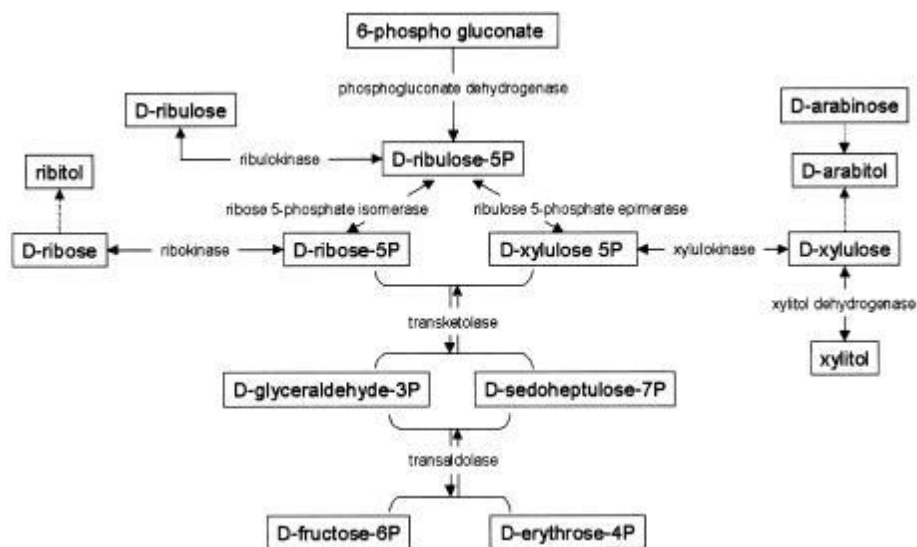 6-phospho gluconate
phosphogluconate dehydrogenase
D-ribulose
D-arabinose
ribulokinase
D-ribulose-5P
ribitol
D-arabitol
ribose 5-phosphate isomerase
ribulose 5-phosphate epimerase
D-ribose
ribokinase
D-ribose-5P
D-xylulose 5P
xylulokinase
D-xylulose
xylitol dehydrogenase
transketolase
xylitol
D-glyceraldehyde-3P
D-sedoheptulose-7P
transaldolase
D-fructose-6P
D-erythrose-4P